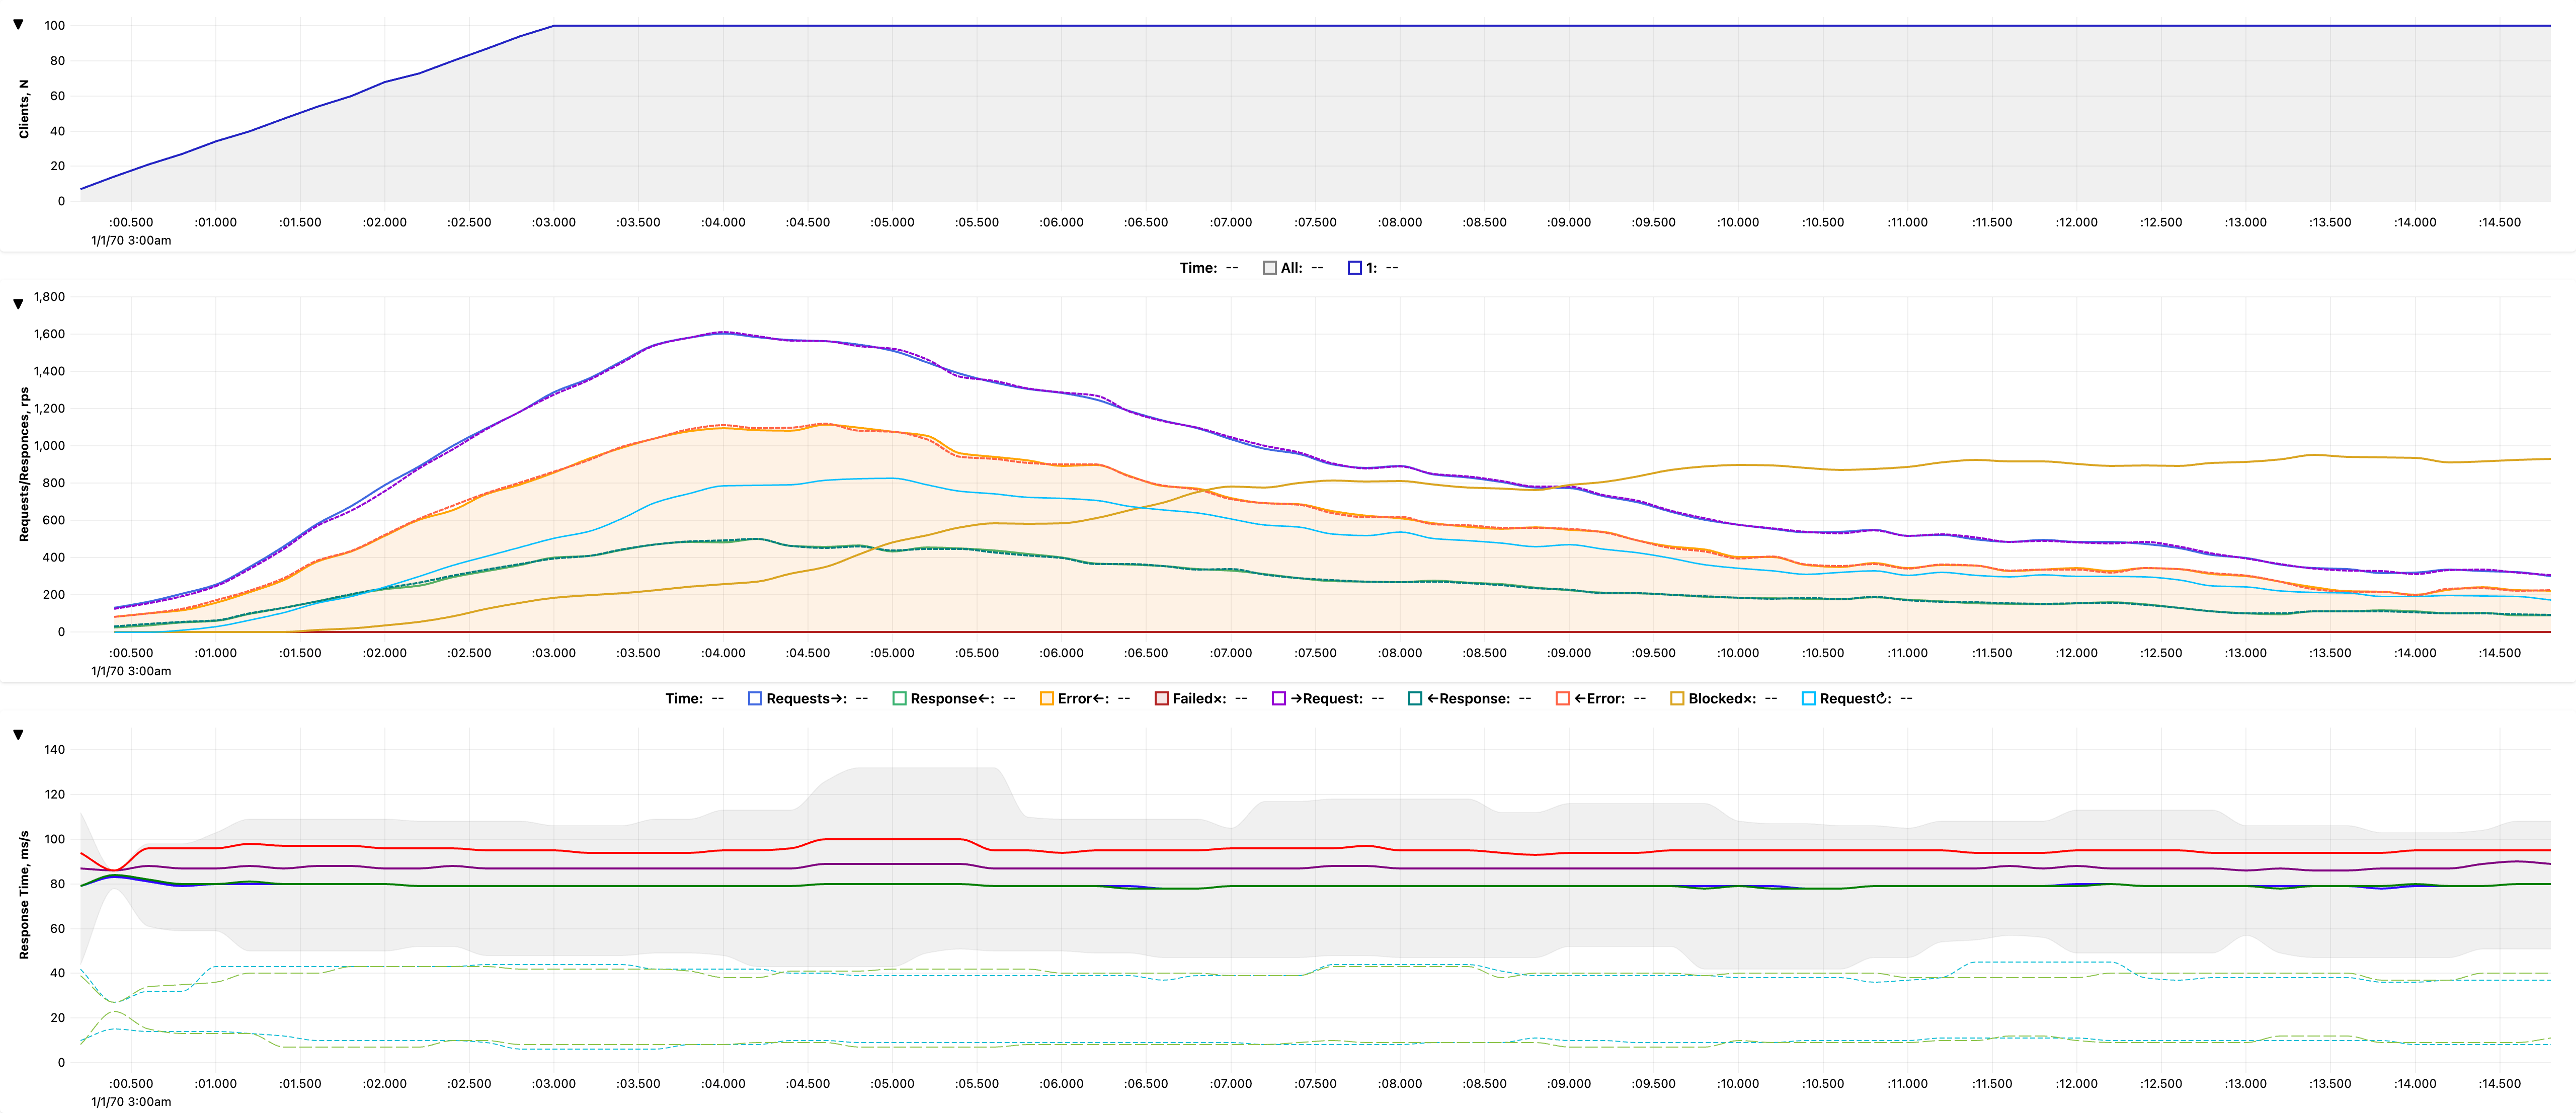 ▼
Clients, N
100
80
60
40
20
0
:00.500 :01.000 :01.500 :02.000 :02.500 :03.000 :03.500 :04.000 :04.500 :05.000 :05.500 :06.000 :06.500 :07.000 :07.500 :08.000 :08.500 :09.000 :09.500 :10.000 :10.500 :11.000 :11.500 :12.000 :12.500 :13.000 :13.500 :14.000 :14.500
1/1/70 3:00am
Time: -- All: -- 1: --
▼
Requests/Responces, rps
1,800
1,600
1,400
1,200
1,000
800
600
400
200
0
:00.500 :01.000 :01.500 :02.000 :02.500 :03.000 :03.500 :04.000 :04.500 :05.000 :05.500 :06.000 :06.500 :07.000 :07.500 :08.000 :08.500 :09.000 :09.500 :10.000 :10.500 :11.000 :11.500 :12.000 :12.500 :13.000 :13.500 :14.000 :14.500
1/1/70 3:00am
Time: -- Requests→: -- Response←: -- Error←: -- Failed×: -- →Request: -- ←Response: -- ←Error: -- Blocked×: -- Request↻: --
▼
Response Time, ms/s
140
120
100
80
60
40
20
0
:00.500 :01.000 :01.500 :02.000 :02.500 :03.000 :03.500 :04.000 :04.500 :05.000 :05.500 :06.000 :06.500 :07.000 :07.500 :08.000 :08.500 :09.000 :09.500 :10.000 :10.500 :11.000 :11.500 :12.000 :12.500 :13.000 :13.500 :14.000 :14.500
1/1/70 3:00am